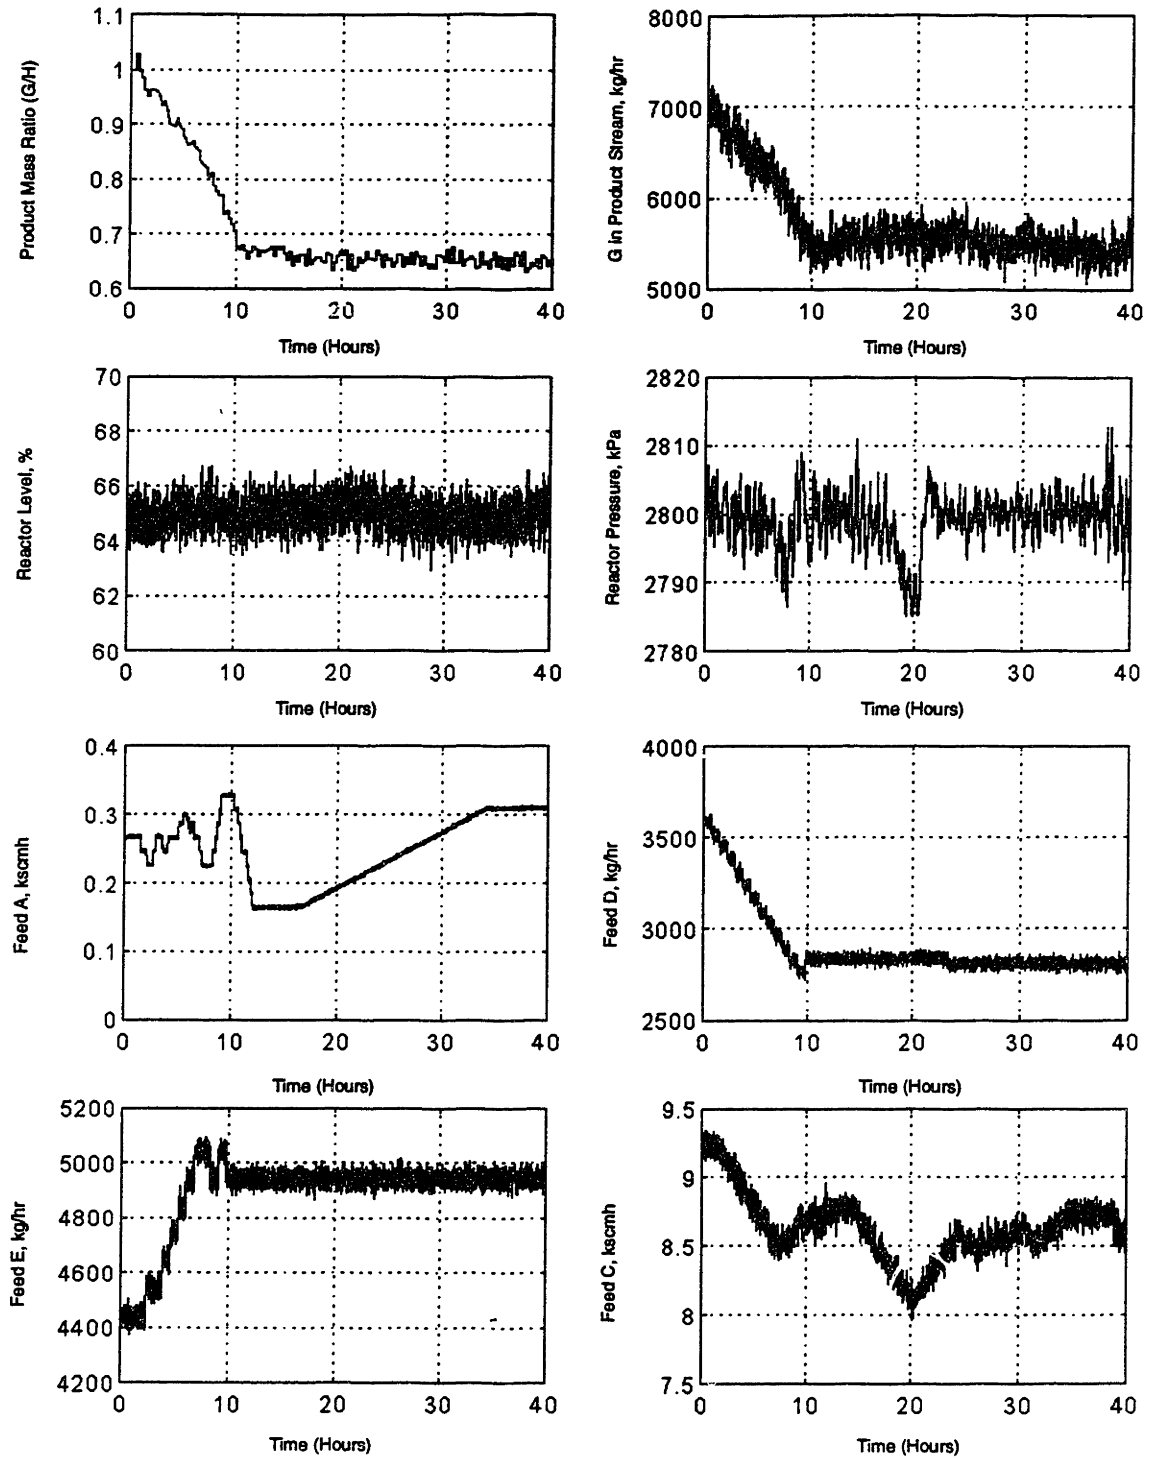 Product Mass Ratio (G/H)
1.1
1
0.9
0.8
0.7
0.6
0 10 20 30 40
Time (Hours)
G in Product Stream, kg/hr
8000
7000
6000
5000
0 10 20 30 40
Time (Hours)
Reactor Level, %
70
68
66
64
62
60
0 10 20 30 40
Time (Hours)
Reactor Pressure, kPa
2820
2810
2800
2790
2780
0 10 20 30 40
Time (Hours)
Feed A, kscmh
0.4
0.3
0.2
0.1
0
0 10 20 30 40
Time (Hours)
Feed D, kg/hr
4000
3500
3000
2500
0 10 20 30 40
Time (Hours)
Feed E, kg/hr
5200
5000
4800
4600
4400
4200
0 10 20 30 40
Time (Hours)
Feed C, kscmh
9.5
9
8.5
8
7.5
0 10 20 30 40
Time (Hours)